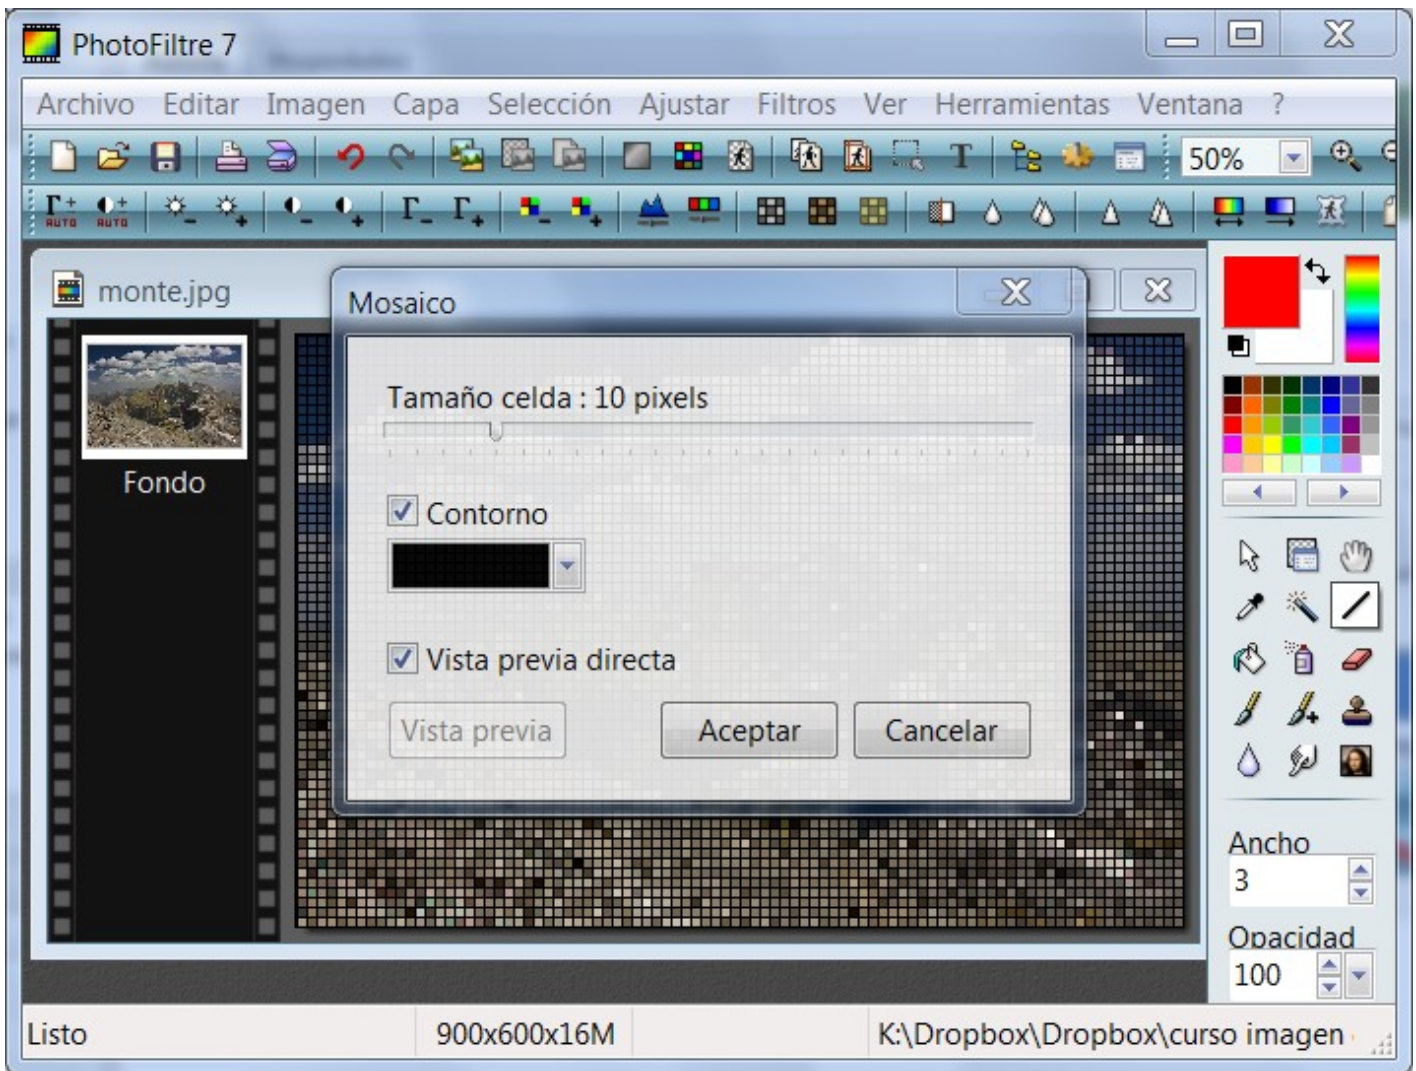 PhotoFiltre 7
Archivo Editar Imagen Capa Selección Ajustar Filtros Ver Herramientas Ventana ?
T 50%
Γ+ AUTO AUTO Γ- Γ+
monte.jpg
Mosaico
Tamaño celda : 10 pixels
Fondo
Contorno
Vista previa directa
Vista previa Aceptar Cancelar
Ancho
3
Opacidad
100
Listo 900x600x16M K:\Dropbox\Dropbox\curso imagen